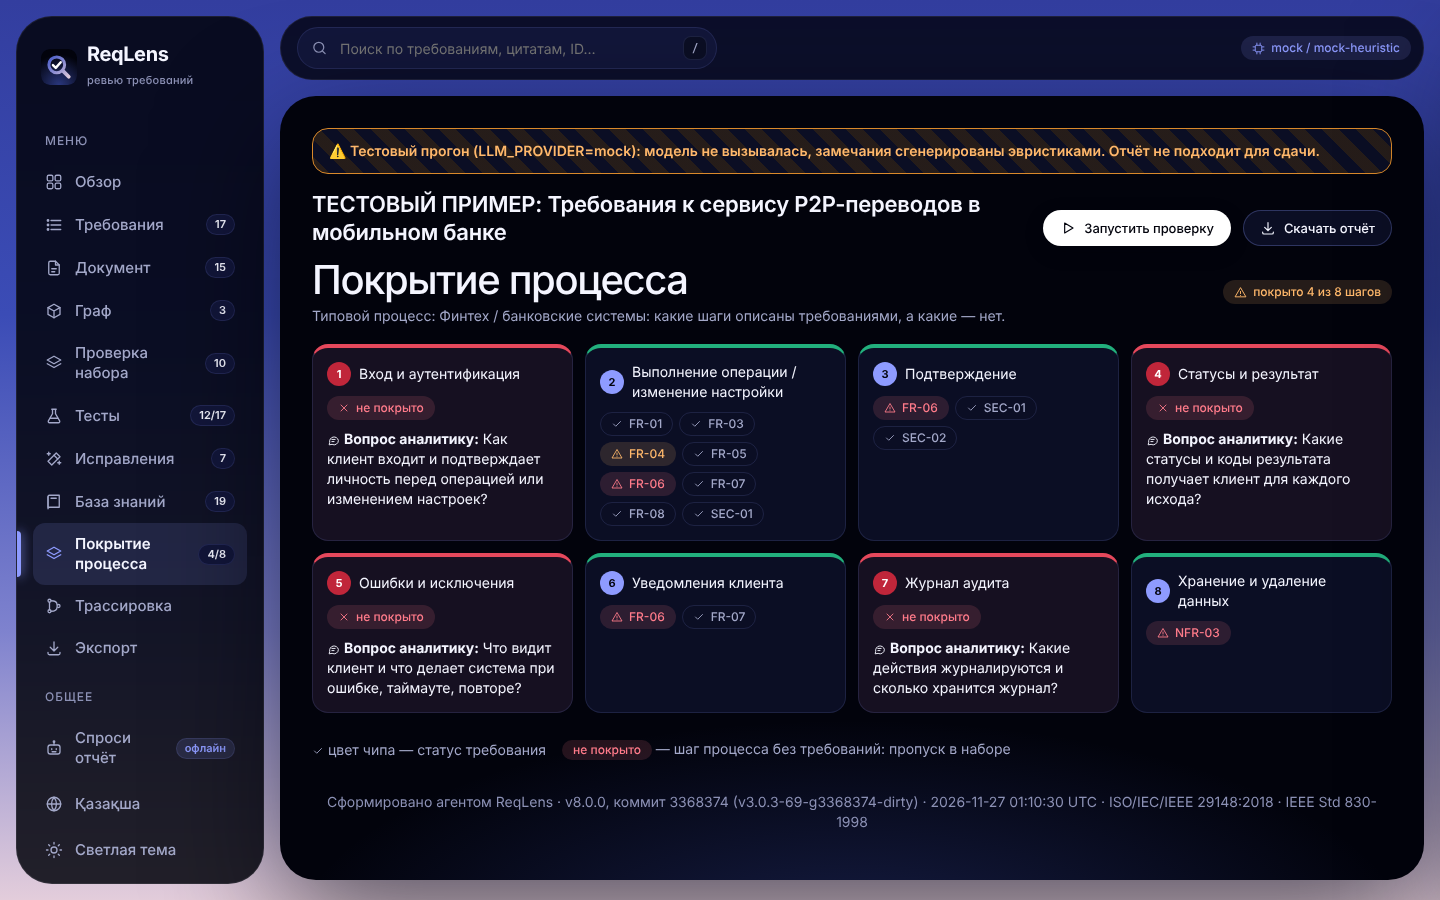 ReqLens
ревью требований
МЕНЮ
Обзор
Требования 17
Документ 15
Граф 3
Проверка
набора 10
Тесты 12/17
Исправления 7
База знаний 19
Покрытие
процесса 4/8
Трассировка
Экспорт
ОБЩЕЕ
Спроси
отчёт офлайн
Қазақша
Светлая тема
Поиск по требованиям, цитатам, ID... /
mock / mock-heuristic
⚠️ Тестовый прогон (LLM_PROVIDER=mock): модель не вызывалась, замечания сгенерированы эвристиками. Отчёт не подходит для сдачи.
ТЕСТОВЫЙ ПРИМЕР: Требования к сервису P2P-переводов в
мобильном банке
Запустить проверку
Скачать отчёт
Покрытие процесса
покрыто 4 из 8 шагов
Типовой процесс: Финтех / банковские системы: какие шаги описаны требованиями, а какие — нет.
1 Вход и аутентификация
не покрыто
Вопрос аналитику: Как
клиент входит и подтверждает
личность перед операцией или
изменением настроек?
2 Выполнение операции /
изменение настройки
FR-01 FR-03
FR-04 FR-05
FR-06 FR-07
FR-08 SEC-01
3 Подтверждение
FR-06 SEC-01
SEC-02
4 Статусы и результат
не покрыто
Вопрос аналитику: Какие
статусы и коды результата
получает клиент для каждого
исхода?
5 Ошибки и исключения
не покрыто
Вопрос аналитику: Что видит
клиент и что делает система при
ошибке, таймауте, повторе?
6 Уведомления клиента
FR-06 FR-07
7 Журнал аудита
не покрыто
Вопрос аналитику: Какие
действия журналируются и
сколько хранится журнал?
8 Хранение и удаление
данных
NFR-03
✓ цвет чипа — статус требования не покрыто — шаг процесса без требований: пропуск в наборе
Сформировано агентом ReqLens · v8.0.0, коммит 3368374 (v3.0.3-69-g3368374-dirty) · 2026-11-27 01:10:30 UTC · ISO/IEC/IEEE 29148:2018 · IEEE Std 830-
1998